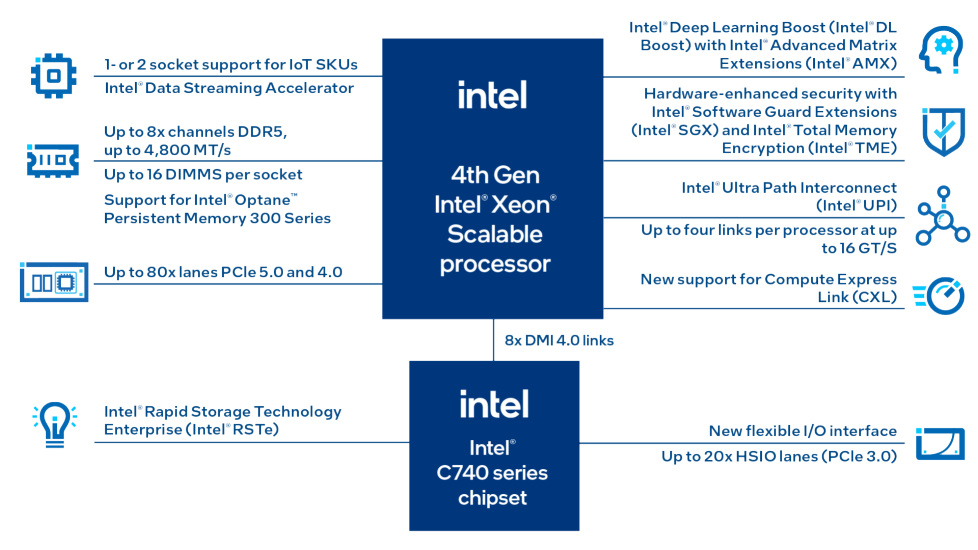 1- or 2 socket support for IoT SKUs
Intel® Data Streaming Accelerator
Up to 8x channels DDR5,
up to 4,800 MT/s
Up to 16 DIMMS per socket
Support for Intel® Optane™
Persistent Memory 300 Series
Up to 80x lanes PCIe 5.0 and 4.0
intel
4th Gen
Intel® Xeon®
Scalable
processor
Intel® Deep Learning Boost (Intel® DL
Boost) with Intel® Advanced Matrix
Extensions (Intel® AMX)
Hardware-enhanced security with
Intel® Software Guard Extensions
(Intel® SGX) and Intel® Total Memory
Encryption (Intel® TME)
Intel® Ultra Path Interconnect
(Intel® UPI)
Up to four links per processor at up
to 16 GT/S
New support for Compute Express
Link (CXL)
8x DMI 4.0 links
Intel® Rapid Storage Technology
Enterprise (Intel® RSTe)
intel
Intel®
C740 series
chipset
New flexible I/O interface
Up to 20x HSIO lanes (PCIe 3.0)